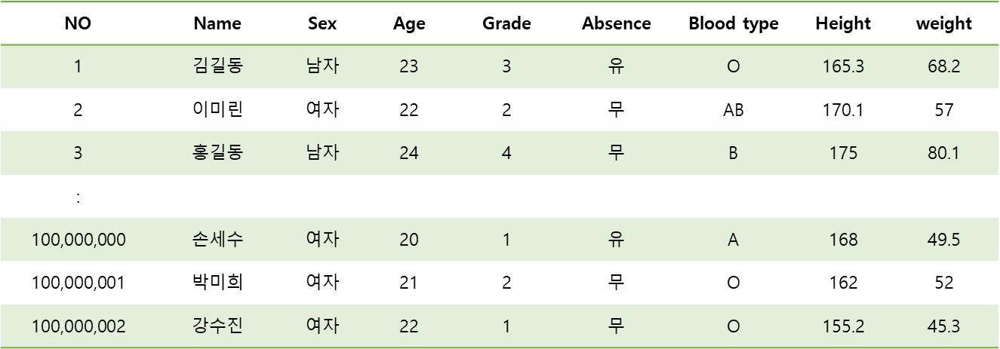 NO Name Sex Age Grade Absence Blood type Height weight
1 김길동 남자 23 3 유 O 165.3 68.2
2 이미린 여자 22 2 무 AB 170.1 57
3 홍길동 남자 24 4 무 B 175 80.1
:
100,000,000 손세수 여자 20 1 유 A 168 49.5
100,000,001 박미희 여자 21 2 무 O 162 52
100,000,002 강수진 여자 22 1 무 O 155.2 45.3